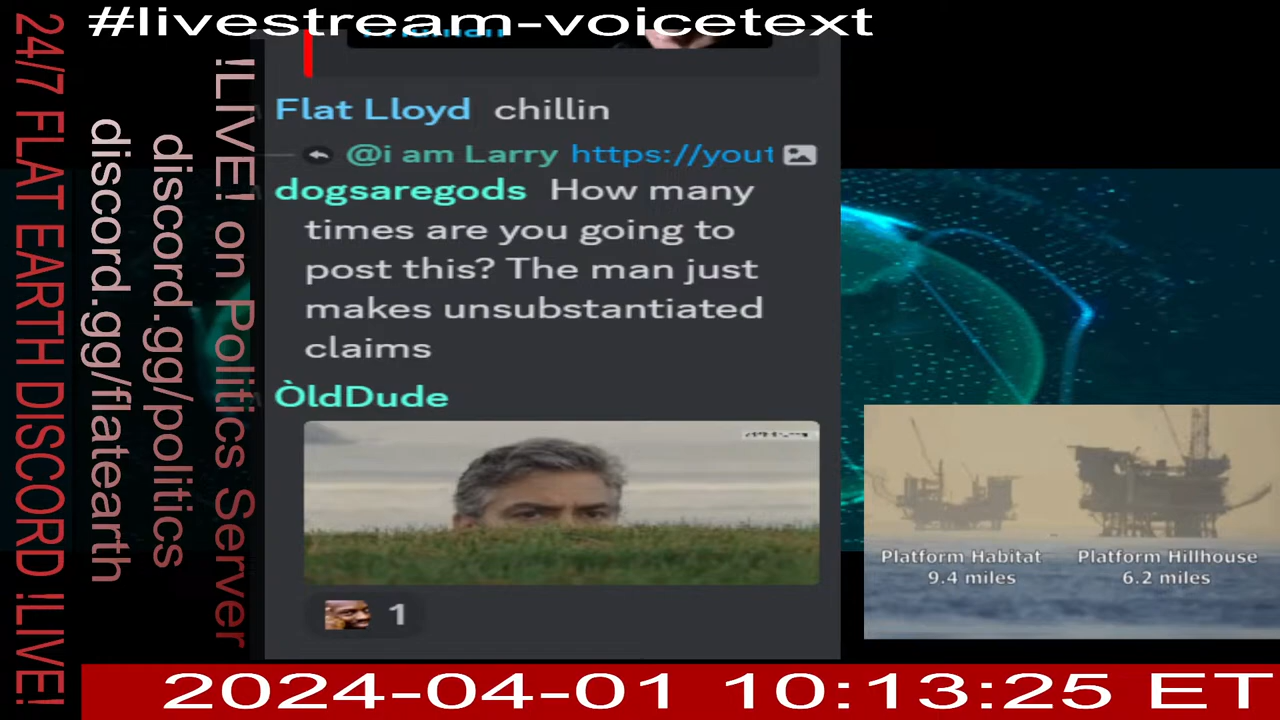 #livestream-voicetext
24/7 FLAT EARTH DISCORD !LIVE!
discord.gg/flatearth
discord.gg/politics
!LIVE! on Politics Server
Flat Lloyd chillin
@i am Larry https://yout
dogsaregods How many
times are you going to
post this? The man just
makes unsubstantiated
claims
ÒldDude
1
Platform Habitat
9.4 miles
Platform Hillhouse
6.2 miles
2024-04-01 10:13:25 ET